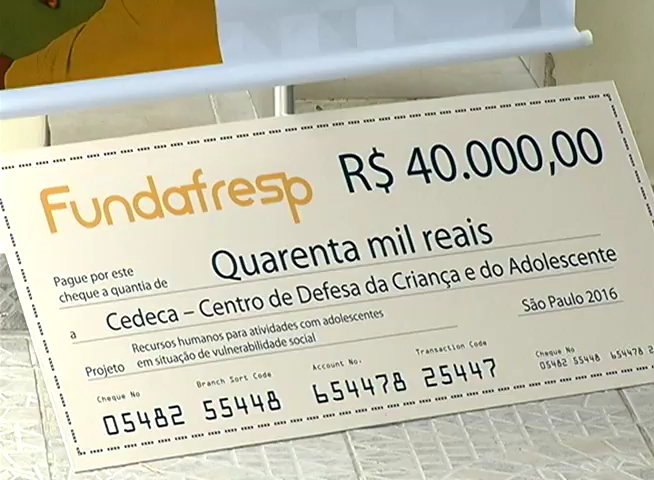 Fundafresp
R$ 40.000,00
Pague por este
cheque a quantia de
Quarenta mil reais
a Cedeca – Centro de Defesa da Criança e do Adolescente
Projeto
Recursos humanos para atividades com adolescentes
em situação de vulnerabilidade social
São Paulo 2016
Cheque No Branch Sort Code Account No. Transaction Code Cheque No
05482 55448 654478 25447 05482 55448 654478 2